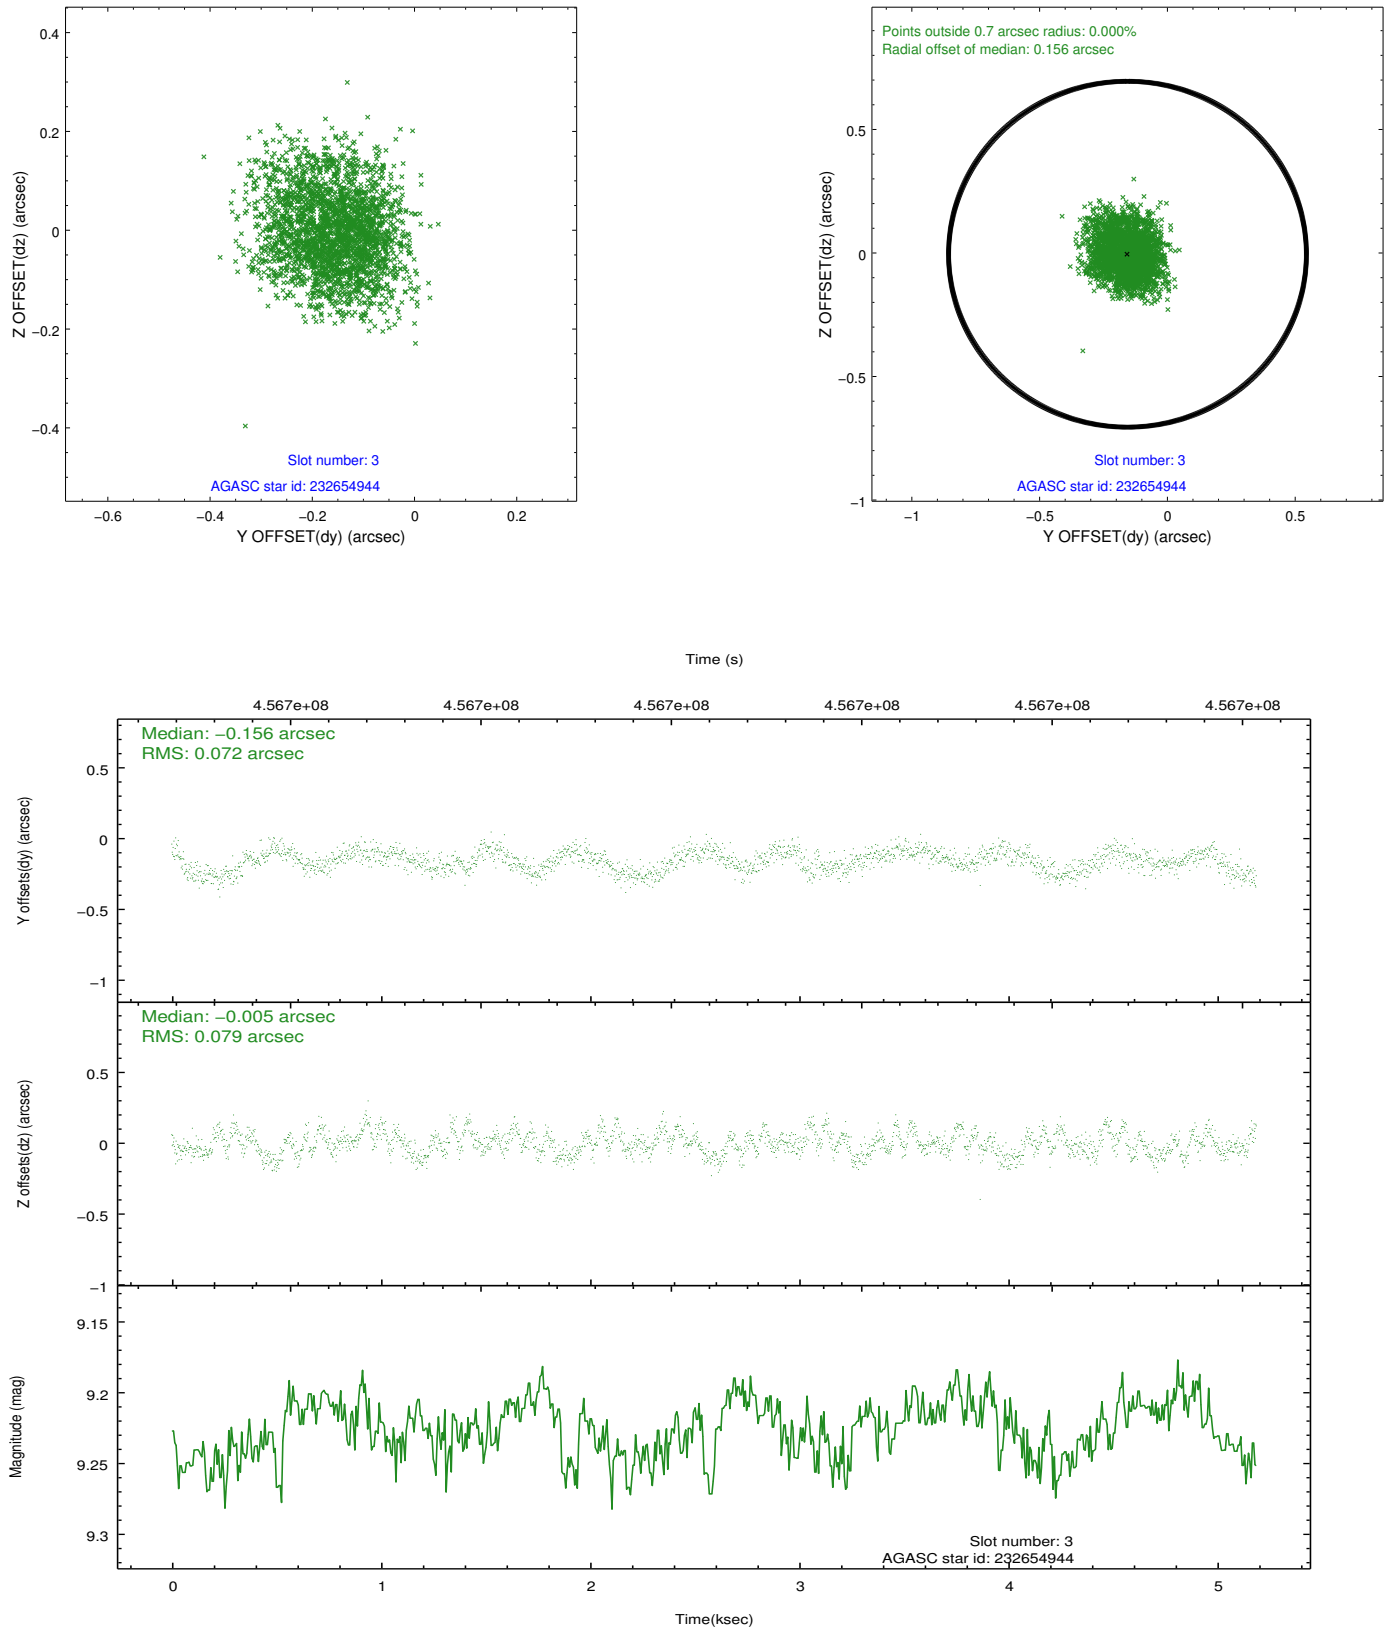 0.4
0.2
0
−0.2
−0.4
Z OFFSET(dz) (arcsec)
Slot number: 3
AGASC star id: 232654944
−0.6 −0.4 −0.2 0 0.2
Y OFFSET(dy) (arcsec)
Points outside 0.7 arcsec radius: 0.000%
Radial offset of median: 0.156 arcsec
0.5
0
−0.5
−1
Z OFFSET(dz) (arcsec)
Slot number: 3
AGASC star id: 232654944
−1 −0.5 0 0.5
Y OFFSET(dy) (arcsec)
Time (s)
4.567e+08 4.567e+08 4.567e+08 4.567e+08 4.567e+08 4.567e+08
Median: −0.156 arcsec
RMS: 0.072 arcsec
0.5
0
−0.5
−1
Y offsets(dy) (arcsec)
Median: −0.005 arcsec
RMS: 0.079 arcsec
0.5
0
−0.5
−1
Z offsets(dz) (arcsec)
9.15
9.2
9.25
9.3
Magnitude (mag)
Slot number: 3
AGASC star id: 232654944
0 1 2 3 4 5
Time(ksec)